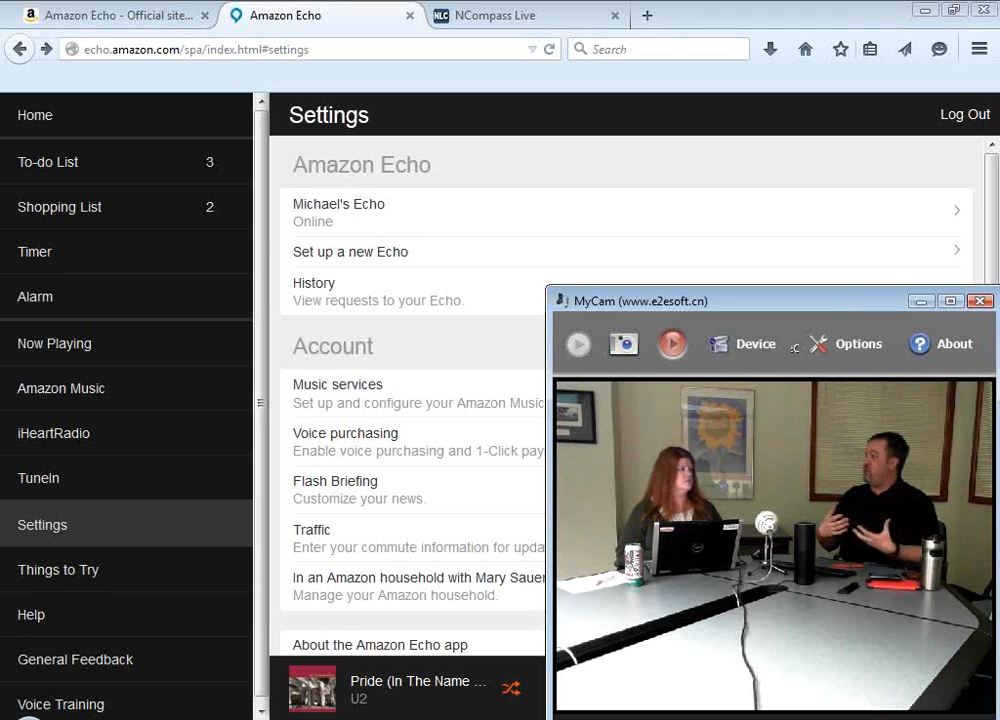 Amazon Echo - Official site...
Amazon Echo
NLC NCompass Live
echo.amazon.com/spa/index.html#settings
Search
Home
To-do List 3
Shopping List 2
Timer
Alarm
Now Playing
Amazon Music
iHeartRadio
TuneIn
Settings
Things to Try
Help
General Feedback
Voice Training
Settings
Log Out
Amazon Echo
Michael's Echo
Online
Set up a new Echo
History
View requests to your Echo.
Account
Music services
Set up and configure your Amazon Music
Voice purchasing
Enable voice purchasing and 1-Click pay
Flash Briefing
Customize your news.
Traffic
Enter your commute information for upda
In an Amazon household with Mary Sauer
Manage your Amazon household.
About the Amazon Echo app
Pride (In The Name ...
U2
MyCam (www.e2esoft.cn)
Device
:C
Options
About